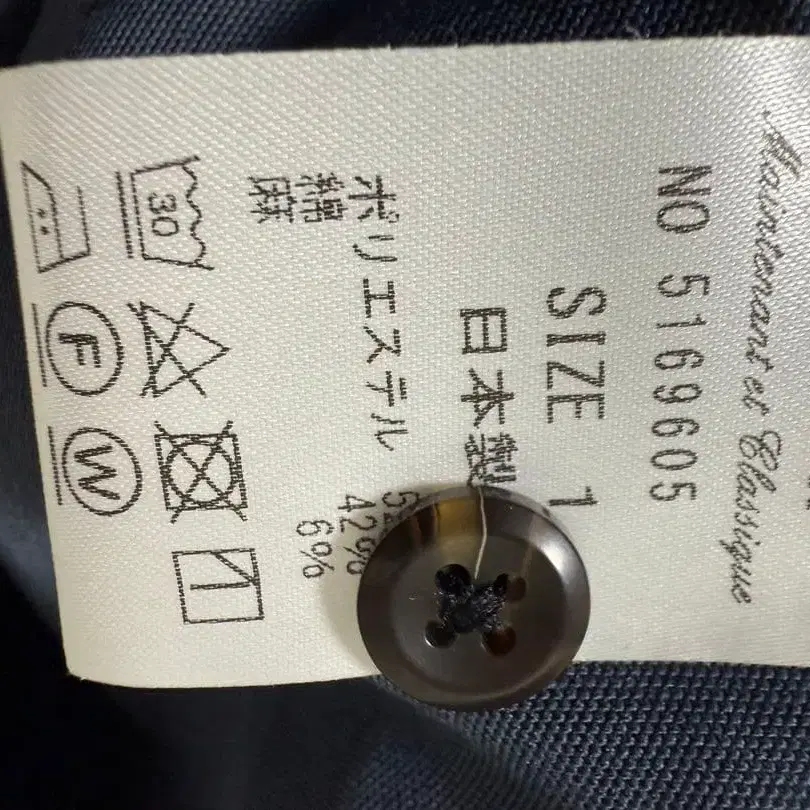 Maintenant et Classique
NO 5169605
SIZE 1
日本製
ポリエステル
綿 42%
麻 6%
30
F
W